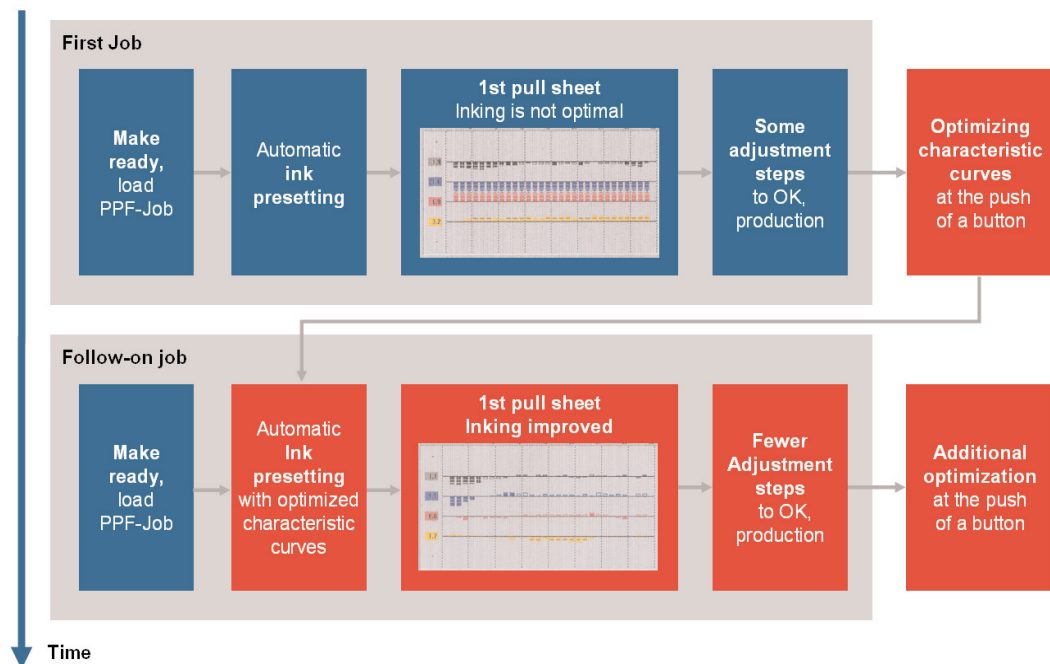 First Job
Make
ready,
load
PPF-Job
Automatic
ink
presetting
1st pull sheet
Inking is not optimal
Some
adjustment
steps
to OK,
production
Optimizing
characteristic
curves
at the push
of a button
Follow-on job
Make
ready,
load
PPF-Job
Automatic
Ink
presetting
with optimized
characteristic
curves
1st pull sheet
Inking improved
Fewer
Adjustment
steps
to OK,
production
Additional
optimization
at the push
of a button
Time